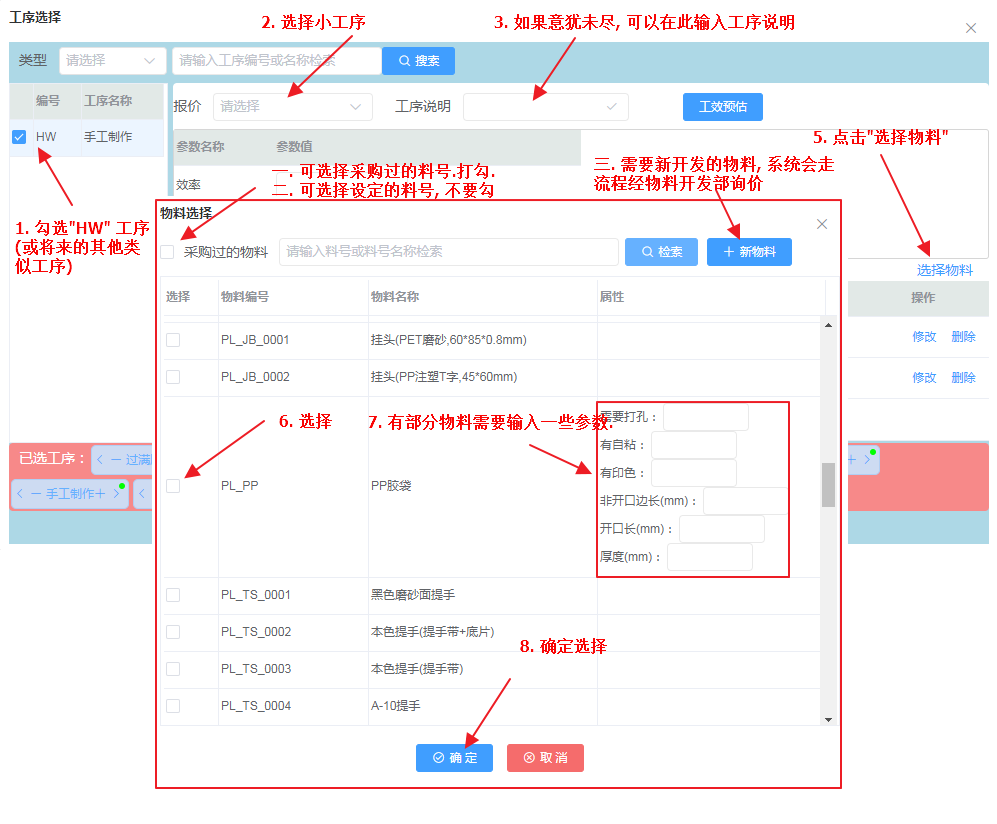 工序选择
2. 选择小工序
3. 如果意犹未尽, 可以在此输入工序说明
类型
请选择
请输入工序编号或名称检索
搜索
编号
工序名称
报价
请选择
工序说明
工效预估
HW
手工制作
参数名称
参数值
效率
5. 点击"选择物料"
一. 可选择采购过的料号.打勾.
二. 可选择设定的料号, 不要勾
三. 需要新开发的物料, 系统会走
流程经物料开发部询价
1. 勾选"HW" 工序
(或将来的其他类
似工序)
物料选择
采购过的物料
请输入料号或料号名称检索
检索
新物料
选择物料
选择
物料编号
物料名称
属性
操作
PL_JB_0001
挂头(PET磨砂,60*85*0.8mm)
修改
删除
PL_JB_0002
挂头(PP注塑T字,45*60mm)
修改
删除
6. 选择
7. 有部分物料需要输入一些参数.
需要打孔：
有自粘：
有印色：
非开口边长(mm)：
开口长(mm)：
厚度(mm)：
已选工序：
过满
手工制作
PL_PP
PP胶袋
PL_TS_0001
黑色磨砂面提手
PL_TS_0002
本色提手(提手带+底片)
8. 确定选择
PL_TS_0003
本色提手(提手带)
PL_TS_0004
A-10提手
确 定
取 消